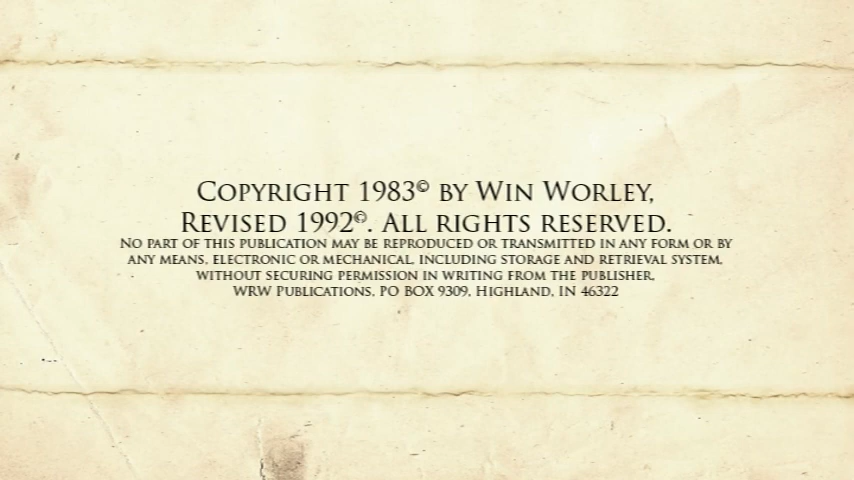 Copyright 1983© by Win Worley,
Revised 1992©. All rights reserved.
No part of this publication may be reproduced or transmitted in any form or by
any means, electronic or mechanical, including storage and retrieval system,
without securing permission in writing from the publisher,
WRW Publications, PO Box 9309, Highland, IN 46322